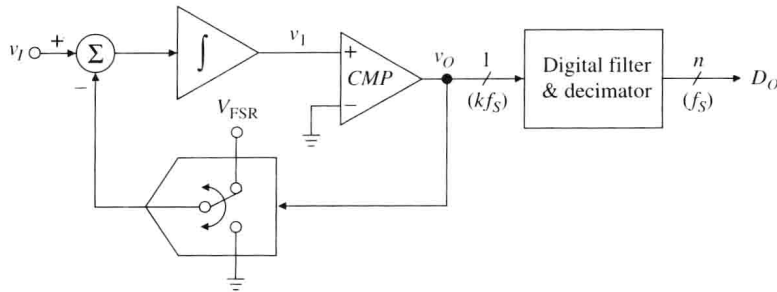 v_I
+
Σ
−
∫
v_1
+
CMP
−
v_O
1
(kf_S)
Digital filter
& decimator
n
(f_S)
D_O
V_FSR